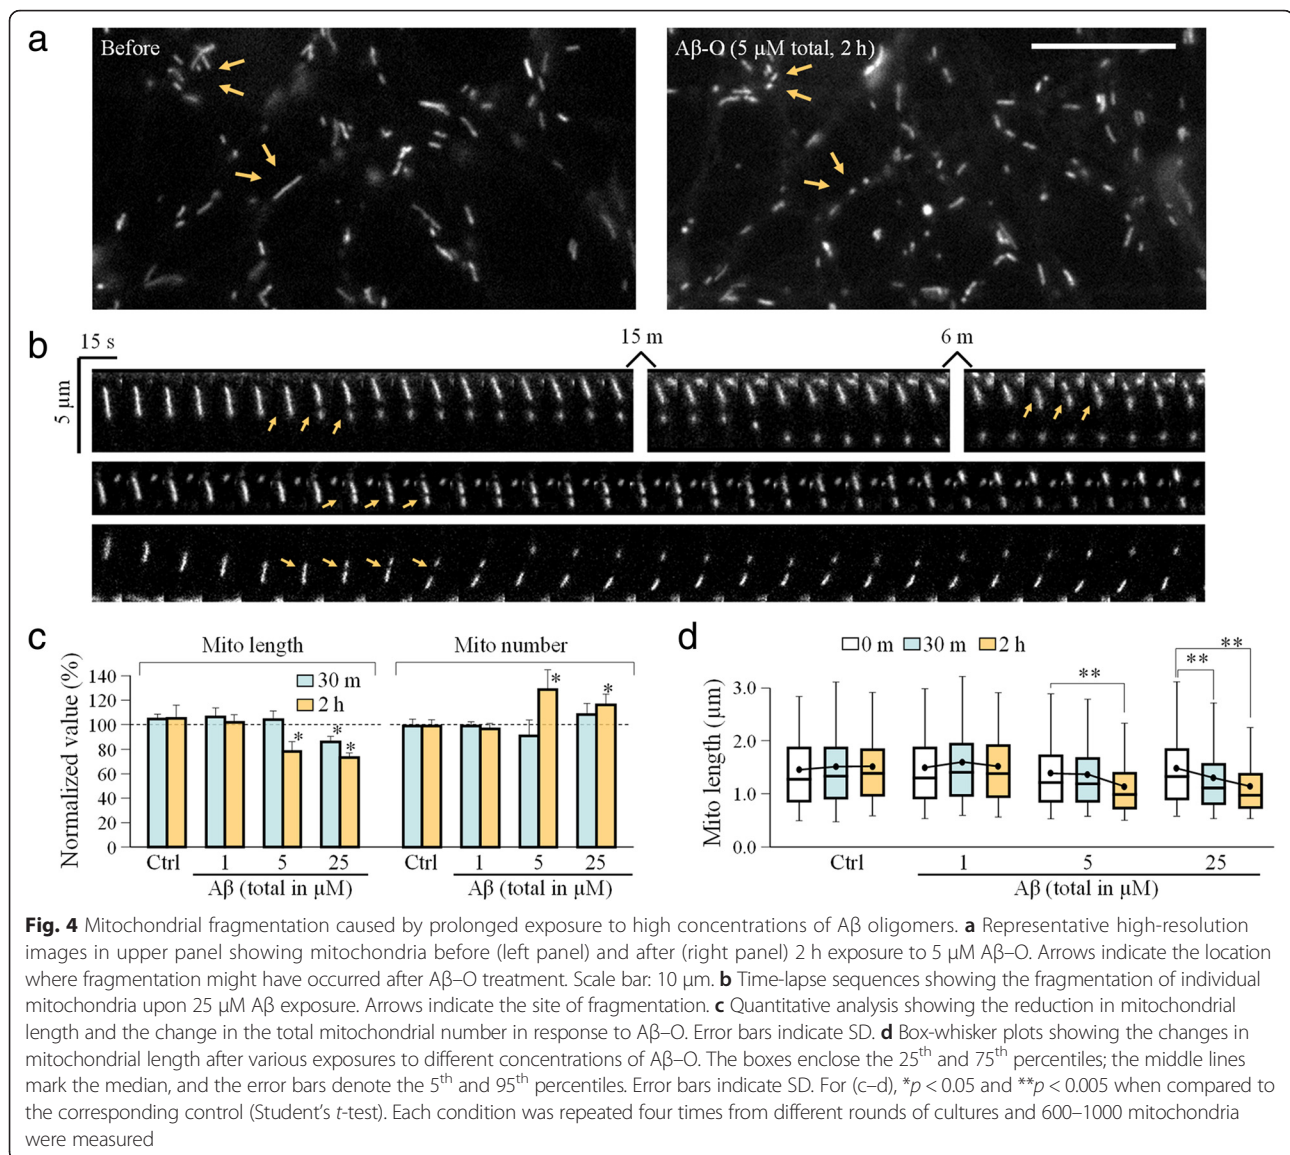 a
Before
Aβ-O (5 μM total, 2 h)
b
15 s
15 m
6 m
5 μm
c
Mito length
Mito number
Normalized value (%)
140
120
100
80
60
40
20
0
30 m
2 h
*
*
*
*
*
Ctrl 1 5 25 Ctrl 1 5 25
Aβ (total in μM) Aβ (total in μM)
d
0 m 30 m 2 h
**
**
**
Mito length (μm)
3.0
2.0
1.0
0.0
Ctrl 1 5 25
Aβ (total in μM)
Fig. 4 Mitochondrial fragmentation caused by prolonged exposure to high concentrations of Aβ oligomers. a Representative high-resolution
images in upper panel showing mitochondria before (left panel) and after (right panel) 2 h exposure to 5 μM Aβ–O. Arrows indicate the location
where fragmentation might have occurred after Aβ–O treatment. Scale bar: 10 μm. b Time-lapse sequences showing the fragmentation of individual
mitochondria upon 25 μM Aβ exposure. Arrows indicate the site of fragmentation. c Quantitative analysis showing the reduction in mitochondrial
length and the change in the total mitochondrial number in response to Aβ–O. Error bars indicate SD. d Box-whisker plots showing the changes in
mitochondrial length after various exposures to different concentrations of Aβ–O. The boxes enclose the 25th and 75th percentiles; the middle lines
mark the median, and the error bars denote the 5th and 95th percentiles. Error bars indicate SD. For (c–d), *p < 0.05 and **p < 0.005 when compared to
the corresponding control (Student's t-test). Each condition was repeated four times from different rounds of cultures and 600–1000 mitochondria
were measured